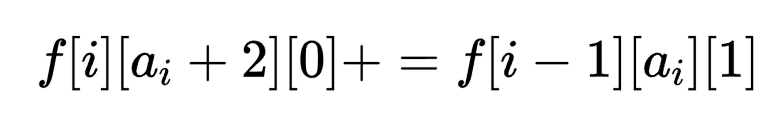 f[i][a_i + 2][0]+ = f[i − 1][a_i][1]